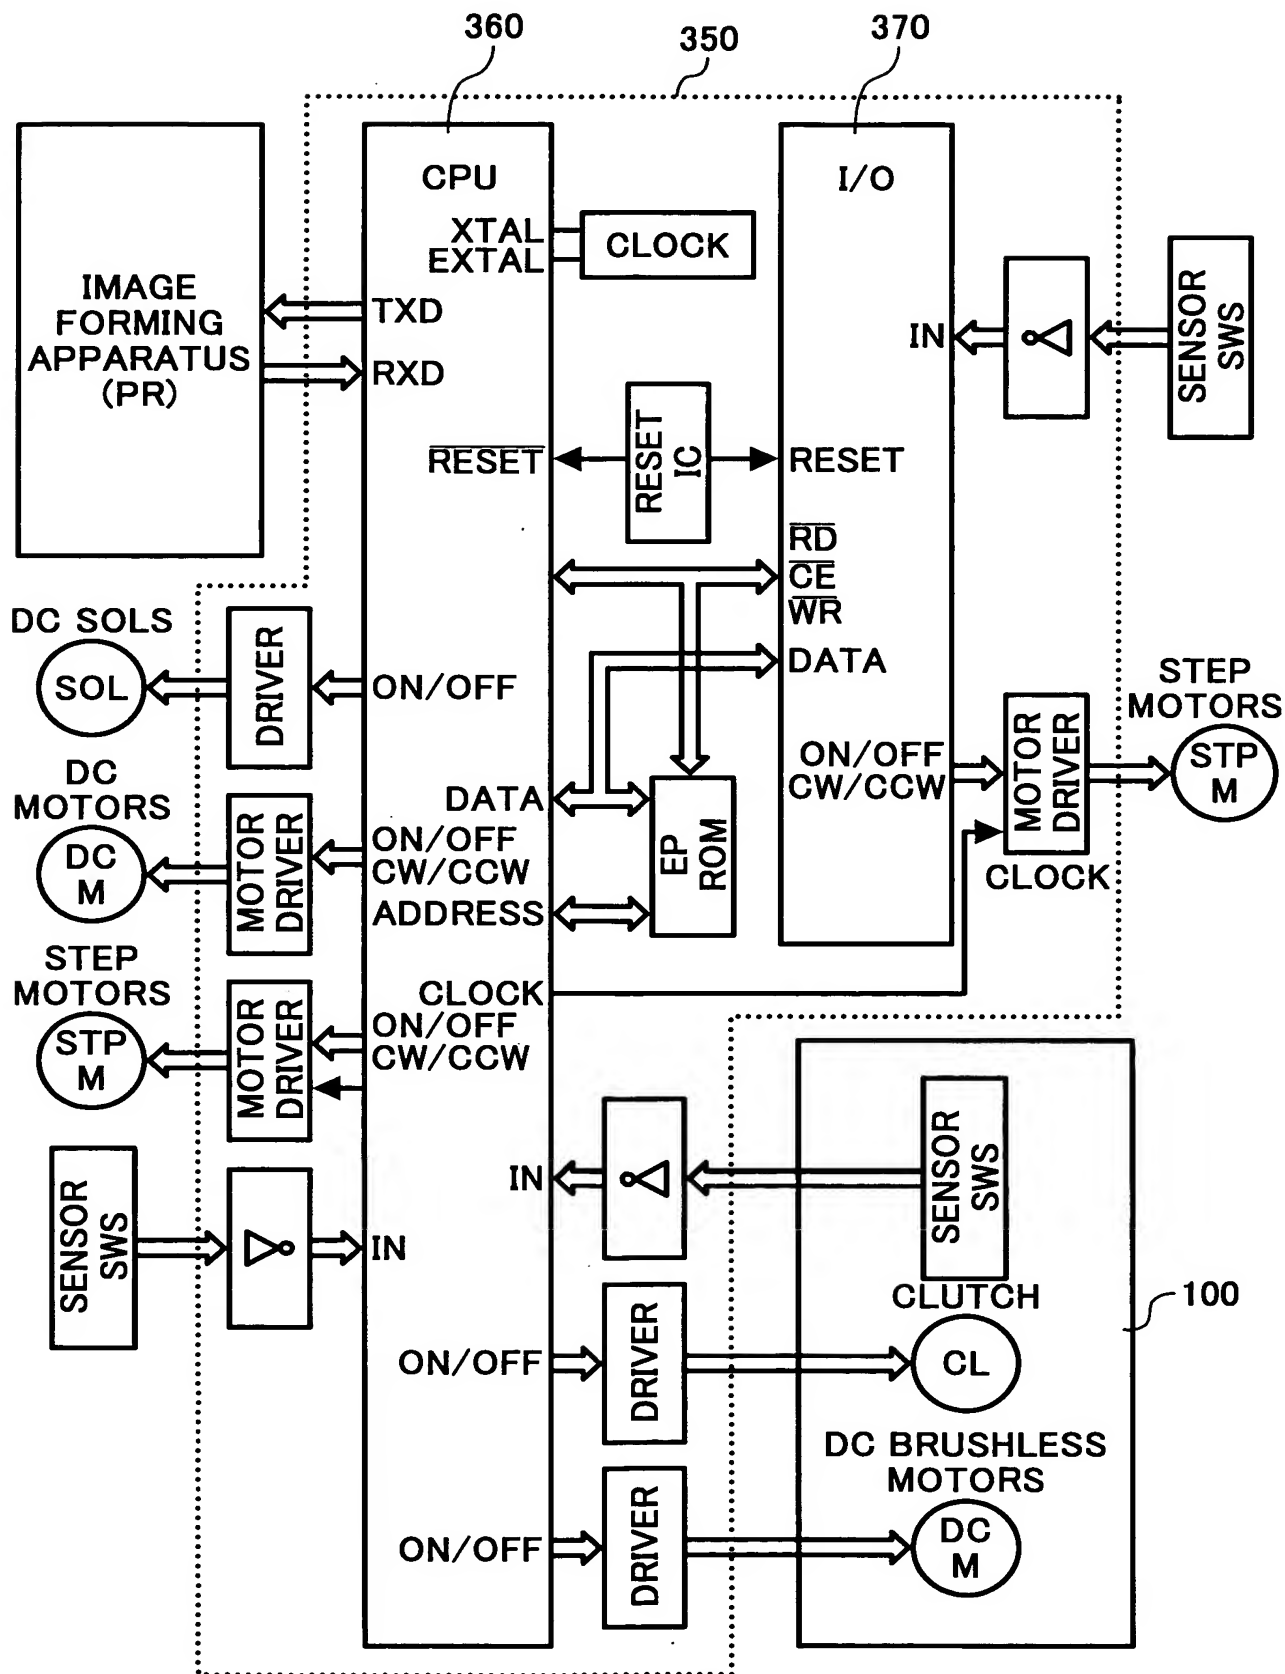 360
350
370
CPU
I/O
XTAL
EXTAL
CLOCK
IMAGE
FORMING
APPARATUS
(PR)
TXD
RXD
IN
SENSOR
SWS
RESET
RESET
IC
RESET
RD
CE
WR
DATA
DC SOLS
SOL
DRIVER
ON/OFF
STEP
MOTORS
STP
M
MOTOR
DRIVER
ON/OFF
CW/CCW
CLOCK
DC
MOTORS
DC
M
MOTOR
DRIVER
DATA
ON/OFF
CW/CCW
ADDRESS
EP
ROM
STEP
MOTORS
STP
M
MOTOR
DRIVER
CLOCK
ON/OFF
CW/CCW
SENSOR
SWS
IN
IN
SENSOR
SWS
CLUTCH
CL
100
ON/OFF
DRIVER
DC BRUSHLESS
MOTORS
DC
M
ON/OFF
DRIVER